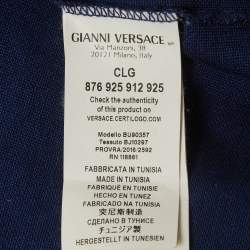 GIANNI VERSACE
Via Manzoni, 38
20121 Milano, Italy
CLG
876 925 912 925
Check the authenticity
of this product on
VERSACE.CERTILOGO.COM
Modello BU90357
Tessuto BJ10297
PROVRA/2016/2592
RN 118861
FABBRICATA IN TUNISIA
MADE IN TUNISIA
FABRIQUÉ EN TUNISIE
HECHO EN TUNEZ
FABRICADO NA TUNISIA
突尼斯制造
СДЕЛАНО В ТУНИСЕ
チュニジア製
HERGESTELLT IN TUNESIEN